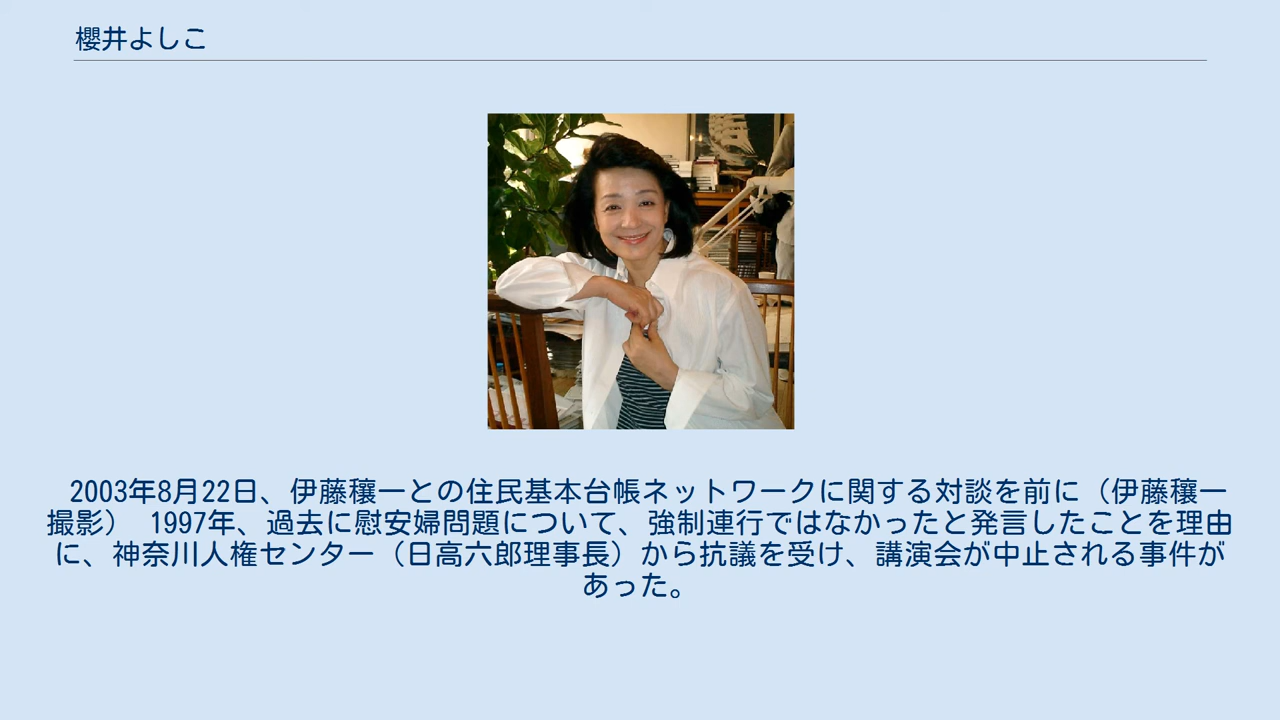 櫻井よしこ
2003年8月22日、伊藤穰一との住民基本台帳ネットワークに関する対談を前に（伊藤穰一
撮影） 1997年、過去に慰安婦問題について、強制連行ではなかったと発言したことを理由
に、神奈川人権センター（日高六郎理事長）から抗議を受け、講演会が中止される事件が
あった。